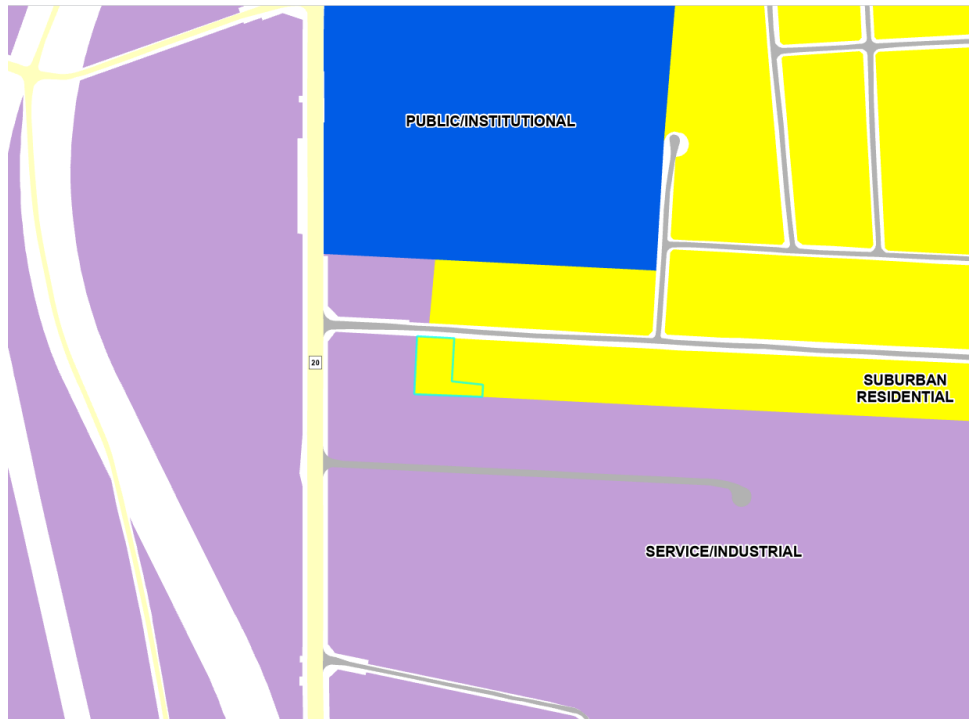 PUBLIC/INSTITUTIONAL
20
SUBURBAN
RESIDENTIAL
SERVICE/INDUSTRIAL